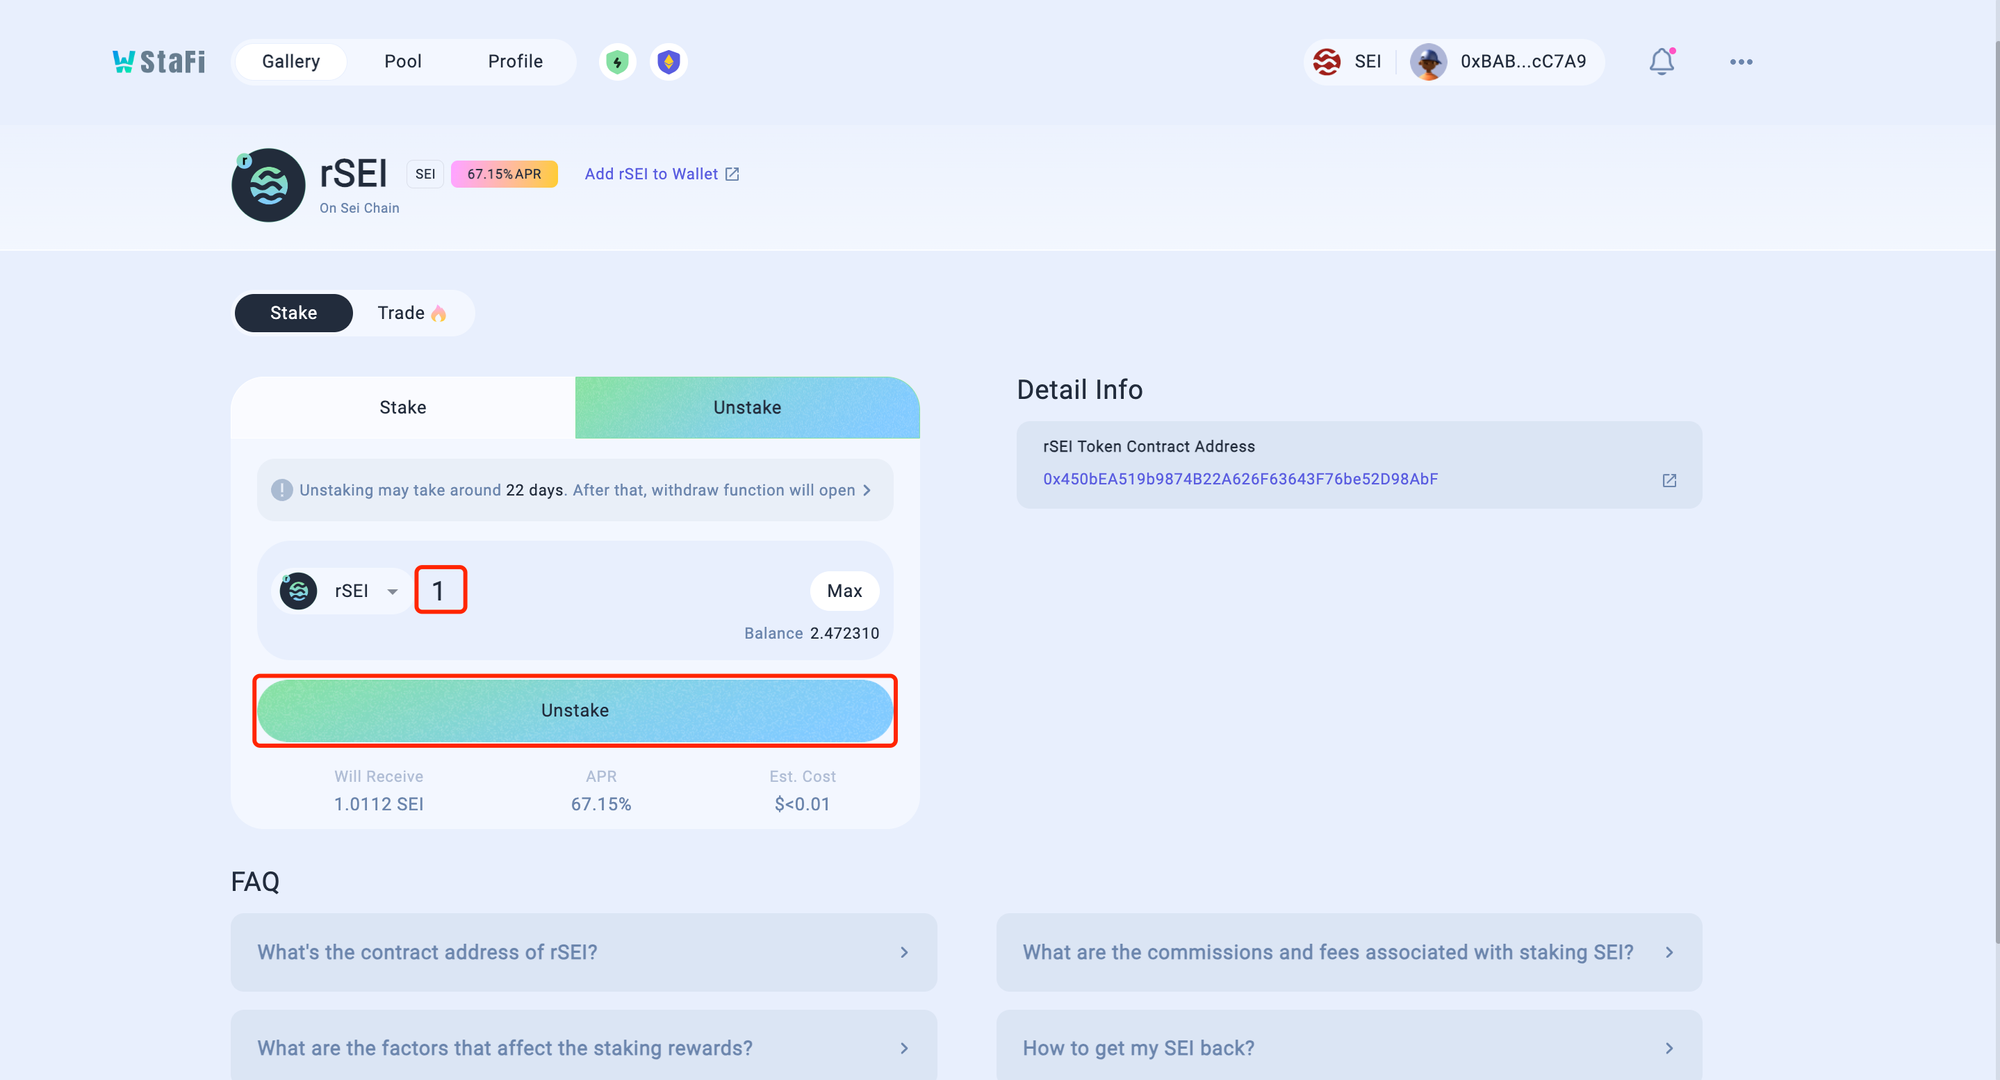 StaFi
Gallery
Pool
Profile
SEI
0xBAB...cC7A9
r
rSEI
SEI
67.15%APR
Add rSEI to Wallet
On Sei Chain
Stake
Trade
Stake
Unstake
Unstaking may take around 22 days. After that, withdraw function will open
rSEI
1
Max
Balance 2.472310
Unstake
Will Receive
1.0112 SEI
APR
67.15%
Est. Cost
$<0.01
Detail Info
rSEI Token Contract Address
0x450bEA519b9874B22A626F63643F76be52D98AbF
FAQ
What's the contract address of rSEI?
What are the commissions and fees associated with staking SEI?
What are the factors that affect the staking rewards?
How to get my SEI back?